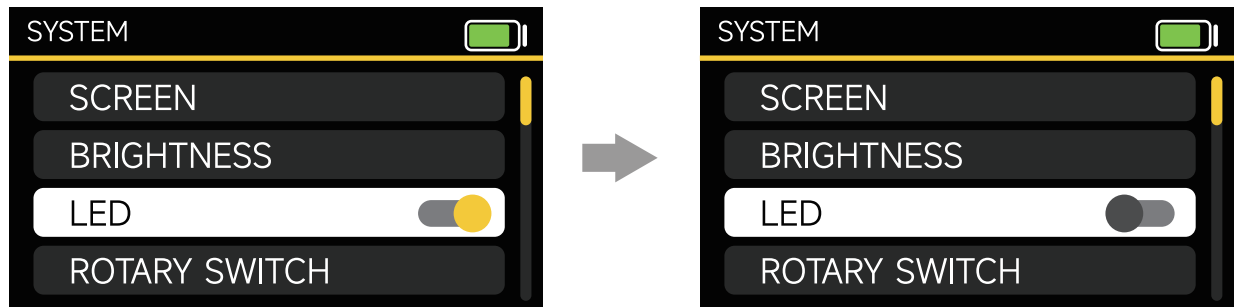 SYSTEM
SCREEN
BRIGHTNESS
LED
ROTARY SWITCH
SYSTEM
SCREEN
BRIGHTNESS
LED
ROTARY SWITCH